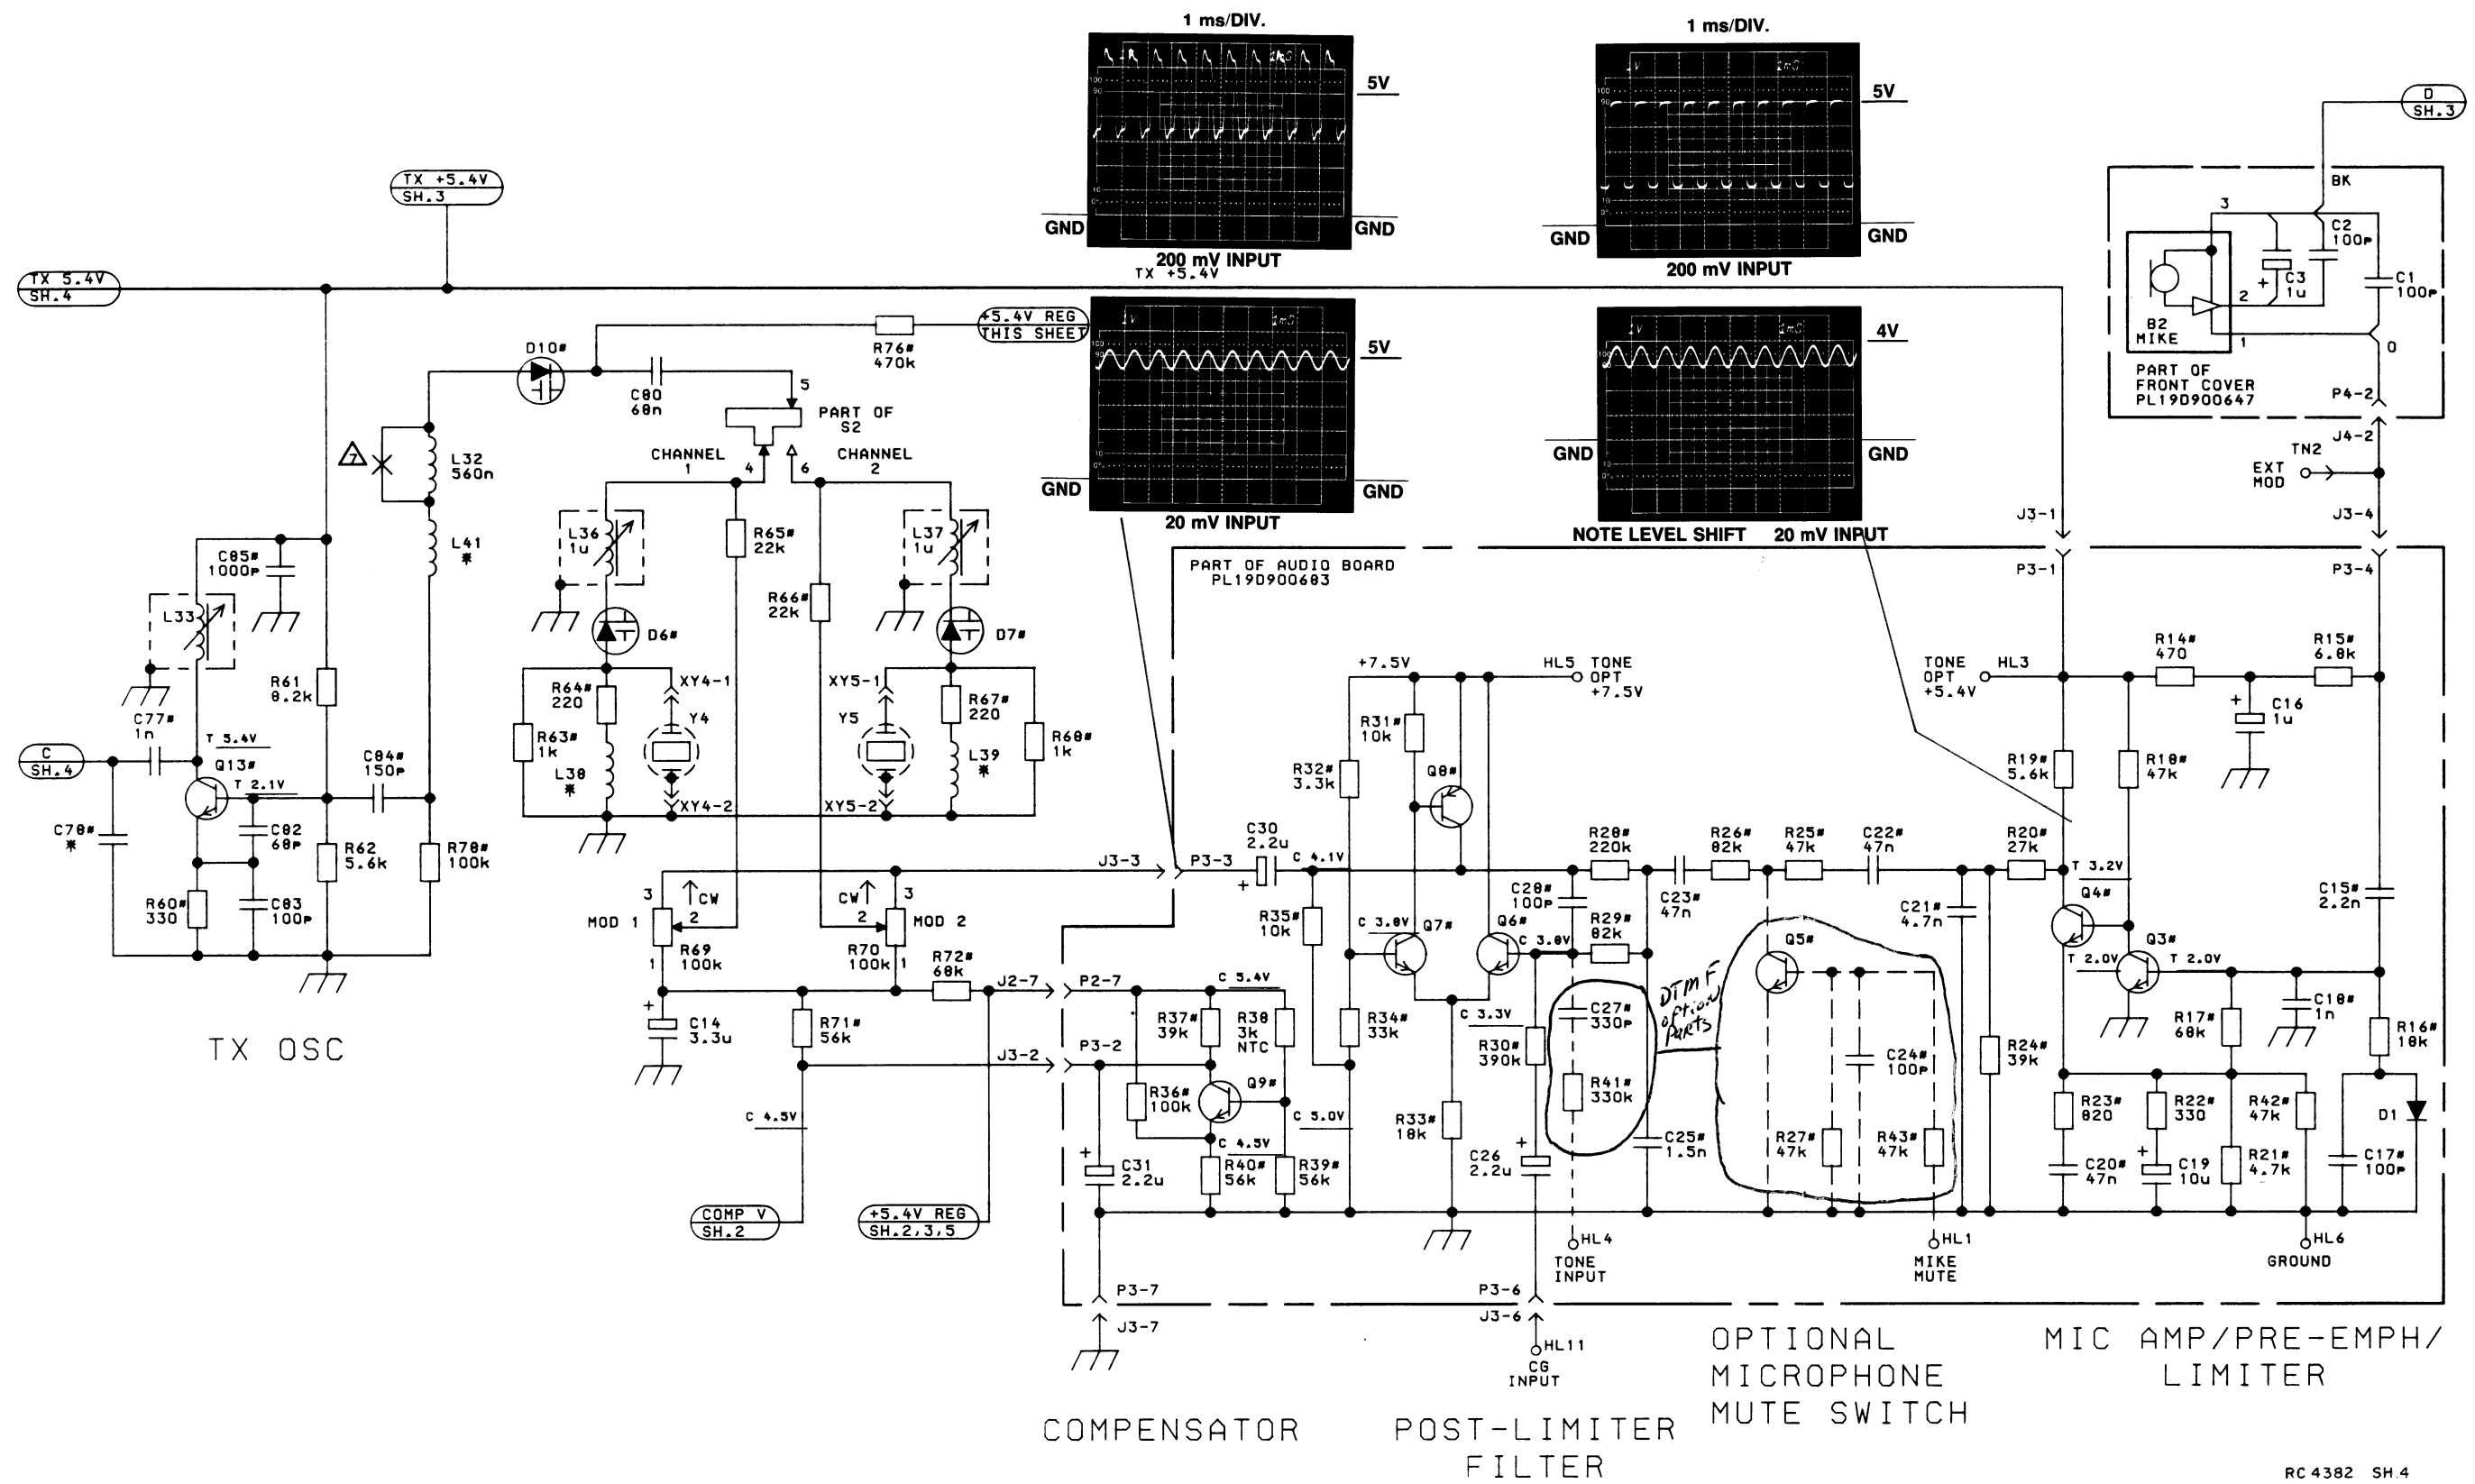 1 ms/DIV.
5V
GND
GND
200 mV INPUT
1 ms/DIV.
5V
GND
GND
200 mV INPUT
D
SH.3
TX +5.4V
SH.3
TX 5.4V
SH.4
TX +5.4V
+5.4V REG
THIS SHEET
R76#
470k
D10#
C80
68n
5
PART OF
S2
CHANNEL
1
4
6
CHANNEL
2
5V
GND
GND
20 mV INPUT
4V
GND
GND
NOTE LEVEL SHIFT
20 mV INPUT
BK
3
C2
100p
C3
+
1u
C1
100p
2
B2
MIKE
1
O
PART OF
FRONT COVER
PL19D900647
P4-2
J4-2
TN2
EXT
MOD
J3-1
J3-4
P3-1
P3-4
7
L32
560n
L41
*
C85#
1000p
L33
R61
8.2k
C77#
1n
T 5.4V
C
SH.4
Q13#
T 2.1V
C84#
150p
C78#
*
C82
68p
R62
5.6k
R78#
100k
R60#
330
C83
100p
TX OSC
L36
1u
R65#
22k
R66#
22k
L37
1u
D6#
D7#
R64#
220
XY4-1
Y4
R63#
1k
L38
*
XY4-2
XY5-1
Y5
R67#
220
R68#
1k
L39
*
XY5-2
3
CW
2
MOD 1
R69
100k
1
CW
3
2
MOD 2
R70
100k
1
R72#
68k
+
C14
3.3u
R71#
56k
J3-3
P3-3
J2-7
P2-7
J3-2
P3-2
C 4.5V
COMP V
SH.2
+5.4V REG
SH.2,3,5
PART OF AUDIO BOARD
PL19D900683
C30
2.2u
+
C 4.1V
+7.5V
HL5
TONE
OPT
+7.5V
R31#
10k
R32#
3.3k
Q8#
R35#
10k
C 3.8V
Q7#
Q6#
C 3.8V
C28#
100p
R28#
220k
R29#
82k
C23#
47n
R26#
82k
R25#
47k
C22#
47n
R20#
27k
C 5.4V
R37#
39k
R38
3k
NTC
R34#
33k
C 3.3V
R30#
390k
R36#
100k
Q9#
C 5.0V
C 4.5V
R33#
18k
+
C31
2.2u
R40#
56k
R39#
56k
C26
2.2u
+
C27#
330p
R41#
330k
DTMF
option
parts
C25#
1.5n
Q5#
C24#
100p
R27#
47k
R43#
47k
C21#
4.7n
R24#
39k
TONE
OPT
+5.4V
HL3
R14#
470
R15#
6.8k
+
C16
1u
R19#
5.6k
R18#
47k
T 3.2V
Q4#
C15#
2.2n
T 2.0V
Q3#
T 2.0V
R17#
68k
C18#
1n
R16#
18k
R23#
820
R22#
330
R42#
47k
D1
C20#
47n
+
C19
10u
R21#
4.7k
C17#
100p
HL4
TONE
INPUT
HL1
MIKE
MUTE
HL6
GROUND
P3-7
J3-7
P3-6
J3-6
HL11
CG
INPUT
COMPENSATOR
POST-LIMITER
FILTER
OPTIONAL
MICROPHONE
MUTE SWITCH
MIC AMP/PRE-EMPH/
LIMITER
RC4382 SH.4